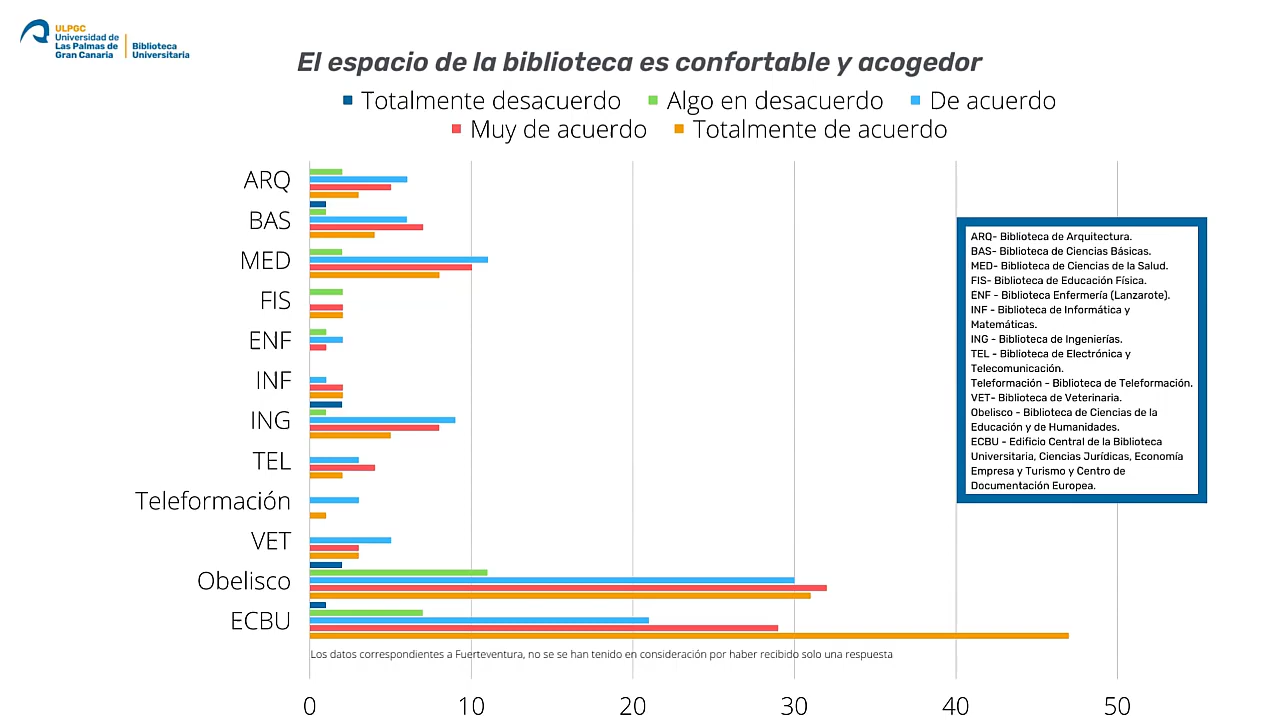 ULPGC
Universidad de
Las Palmas de
Gran Canaria
Biblioteca
Universitaria
El espacio de la biblioteca es confortable y acogedor
Totalmente desacuerdo Algo en desacuerdo De acuerdo
Muy de acuerdo Totalmente de acuerdo
ARQ
BAS
MED
FIS
ENF
INF
ING
TEL
Teleformación
VET
Obelisco
ECBU
ARQ- Biblioteca de Arquitectura.
BAS- Biblioteca de Ciencias Básicas.
MED- Biblioteca de Ciencias de la Salud.
FIS- Biblioteca de Educación Física.
ENF - Biblioteca Enfermería (Lanzarote).
INF - Biblioteca de Informática y
Matemáticas.
ING - Biblioteca de Ingenierías.
TEL - Biblioteca de Electrónica y
Telecomunicación.
Teleformación - Biblioteca de Teleformación.
VET- Biblioteca de Veterinaria.
Obelisco - Biblioteca de Ciencias de la
Educación y de Humanidades.
ECBU - Edificio Central de la Biblioteca
Universitaria, Ciencias Jurídicas, Economía
Empresa y Turismo y Centro de
Documentación Europea.
Los datos correspondientes a Fuerteventura, no se se han tenido en consideración por haber recibido solo una respuesta
0 10 20 30 40 50